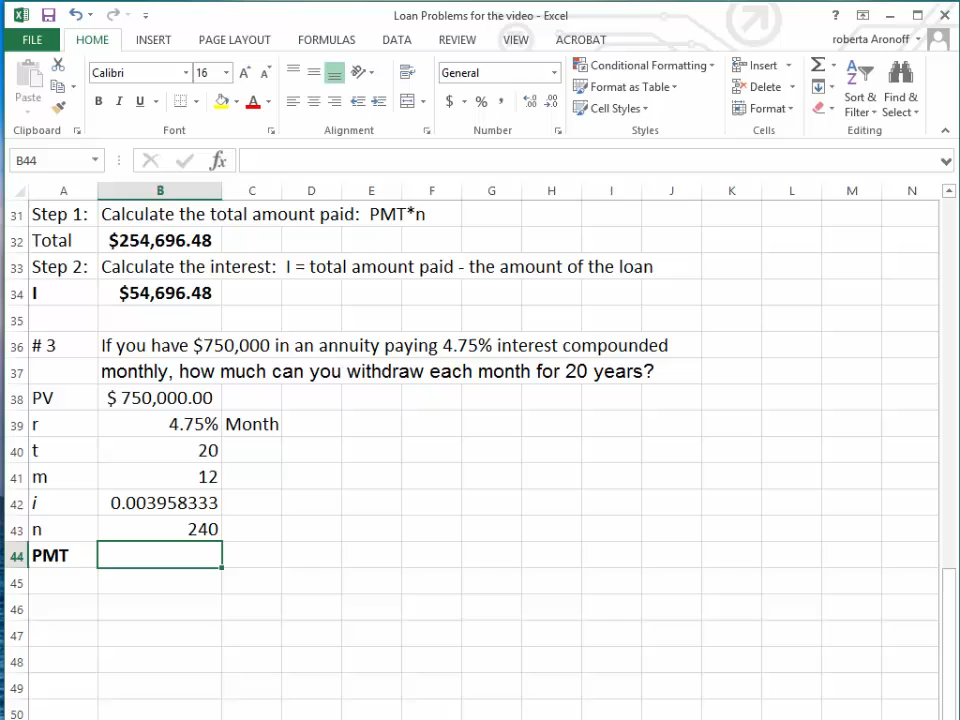 Loan Problems for the video - Excel
?
FILE HOME INSERT PAGE LAYOUT FORMULAS DATA REVIEW VIEW ACROBAT roberta Aronoff
Paste Calibri 16 A A General Conditional Formatting Insert Σ A Z
B I U A $ % , .0 .00 .00 .0 Format as Table Delete Sort & Find &
Cell Styles Format Filter Select
Clipboard Font Alignment Number Styles Cells Editing
B44 fx
A B C D E F G H I J K L M N
31 Step 1: Calculate the total amount paid: PMT*n
32 Total $254,696.48
33 Step 2: Calculate the interest: I = total amount paid - the amount of the loan
34 I $54,696.48
35
36 # 3 If you have $750,000 in an annuity paying 4.75% interest compounded
37 monthly, how much can you withdraw each month for 20 years?
38 PV $ 750,000.00
39 r 4.75% Month
40 t 20
41 m 12
42 i 0.003958333
43 n 240
44 PMT
45
46
47
48
49
50